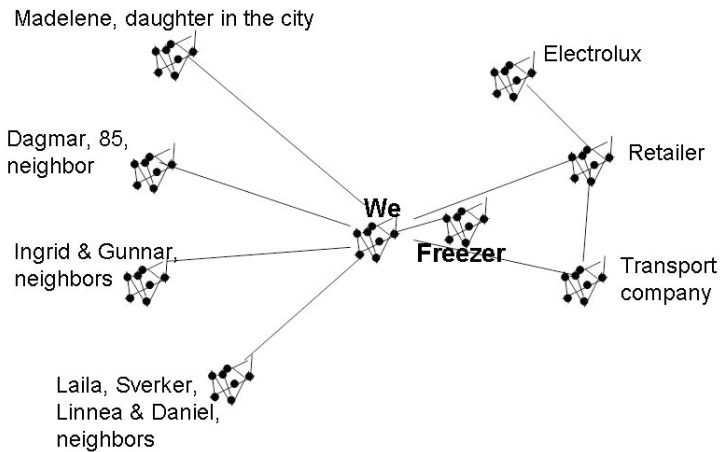 Madelene, daughter in the city
Electrolux
Dagmar, 85,
neighbor
Retailer
We
Freezer
Ingrid & Gunnar,
neighbors
Transport
company
Laila, Sverker,
Linnea & Daniel,
neighbors